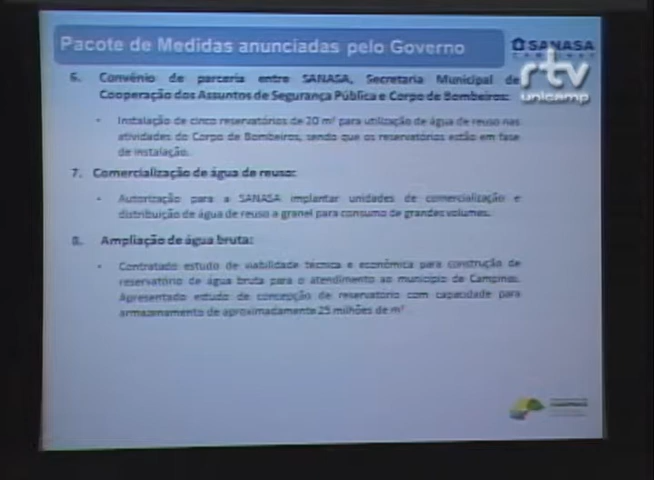 Pacote de Medidas anunciadas pelo Governo
SANASA
CAMPINAS
rtv
unicamp
6. Convênio de parceria entre SANASA, Secretaria Municipal de
Cooperação dos Assuntos de Segurança Pública e Corpo de Bombeiros:
• Instalação de cinco reservatórios de 20 m³ para utilização de água de reuso nas
atividades do Corpo de Bombeiros, sendo que os reservatórios estão em fase
de instalação.
7. Comercialização de água de reuso:
• Autorização para a SANASA implantar unidades de comercialização e
distribuição de água de reuso a granel para consumo de grandes volumes.
8. Ampliação de água bruta:
• Contratado estudo de viabilidade técnica e econômica para construção de
reservatório de água bruta para o atendimento ao município de Campinas.
Apresentado estudo de concepção de reservatório com capacidade para
armazenamento de aproximadamente 25 milhões de m³